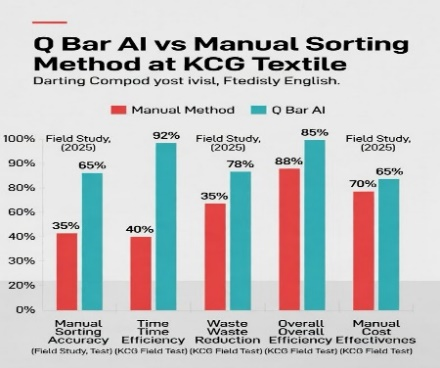 Q Bar AI vs Manual Sorting
Method at KCG Textile
Darting Compod yost ivisl, Ftedisly English.
Manual Method
Q Bar AI
100%
90%
80%
60%
40%
30%
20%
0%
Field Study,
(2025)
Field Study,
(2025)
Field Study,
(2025)
35%
65%
40%
92%
35%
78%
88%
85%
70%
65%
Manual
Sorting
Accuracy
(Field Study, Test)
Time
Time
Efficiency
(KCG Field Test)
Waste
Waste
Reduction
(KCG Field Test)
Overall
Overall
Efficiency
(KCG Field Test)
Manual
Cost
Effectivenes
(KCG Field Test)